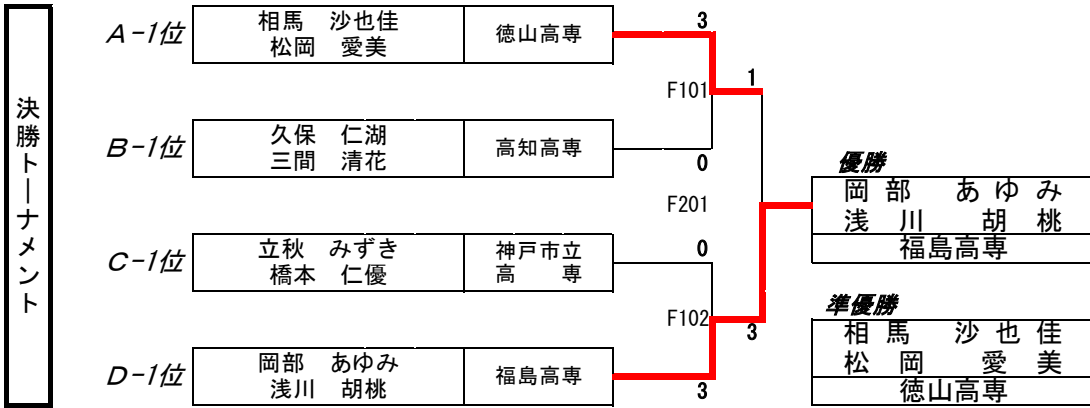 決勝トーナメント
A-1位
相馬　沙也佳
松岡　愛美
徳山高専
3
F101
1
B-1位
久保　仁湖
三間　清花
高知高専
0
F201
C-1位
立秋　みずき
橋本　仁優
神戸市立
高　　専
0
F102
3
D-1位
岡部　あゆみ
浅川　胡桃
福島高専
3
優勝
岡部　あゆみ
浅川　胡桃
福島高専
準優勝
相馬　沙也佳
松岡　愛美
徳山高専